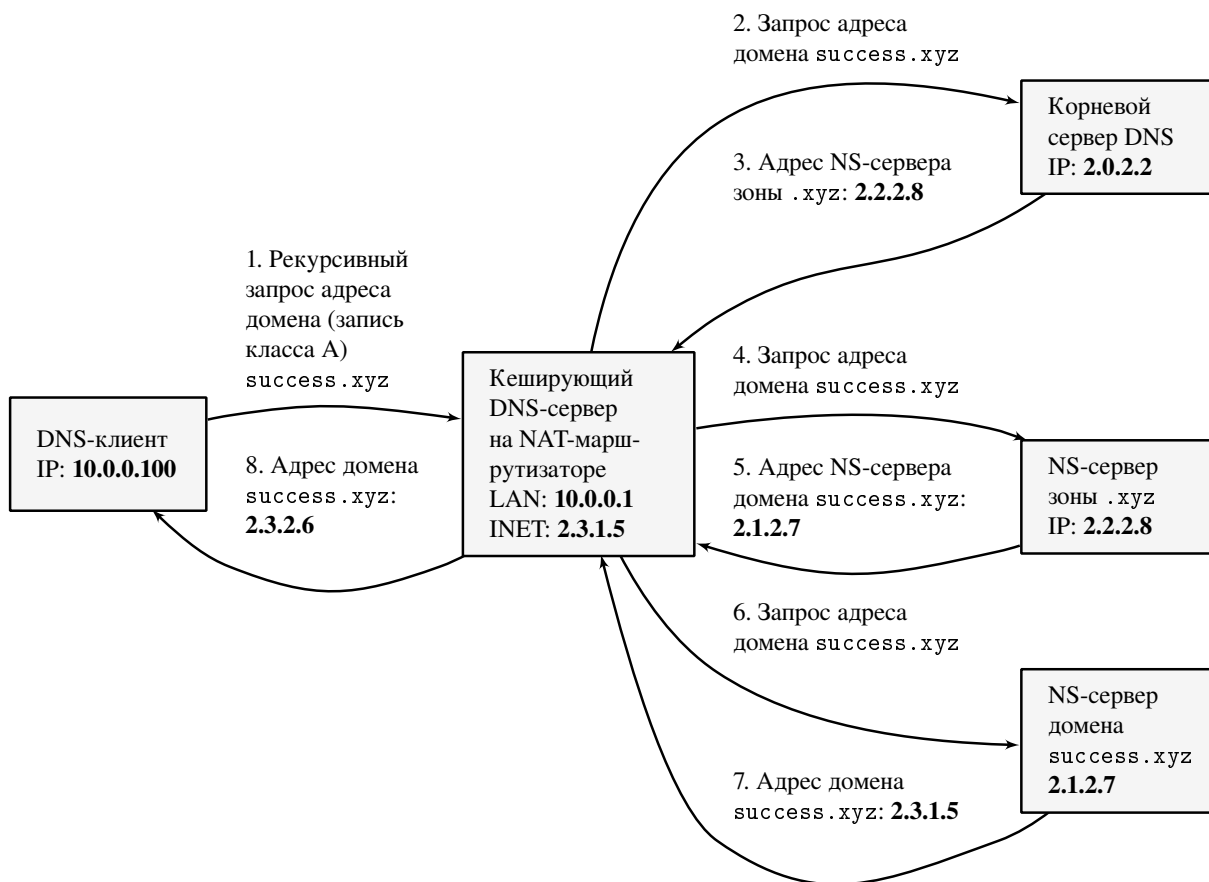 2. Запрос адреса
домена success.xyz
Корневой
сервер DNS
IP: 2.0.2.2
3. Адрес NS-сервера
зоны .xyz: 2.2.2.8
1. Рекурсивный
запрос адреса
домена (запись
класса A)
success.xyz
4. Запрос адреса
домена success.xyz
Кеширующий
DNS-сервер
на NAT-марш-
рутизаторе
LAN: 10.0.0.1
INET: 2.3.1.5
DNS-клиент
IP: 10.0.0.100
8. Адрес домена
success.xyz:
2.3.2.6
5. Адрес NS-сервера
домена success.xyz:
2.1.2.7
NS-сервер
зоны .xyz
IP: 2.2.2.8
6. Запрос адреса
домена success.xyz
NS-сервер
домена
success.xyz
2.1.2.7
7. Адрес домена
success.xyz: 2.3.1.5